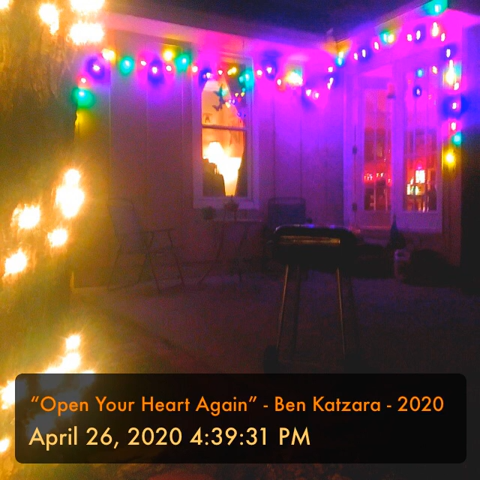 “Open Your Heart Again” - Ben Katzara - 2020
April 26, 2020 4:39:31 PM